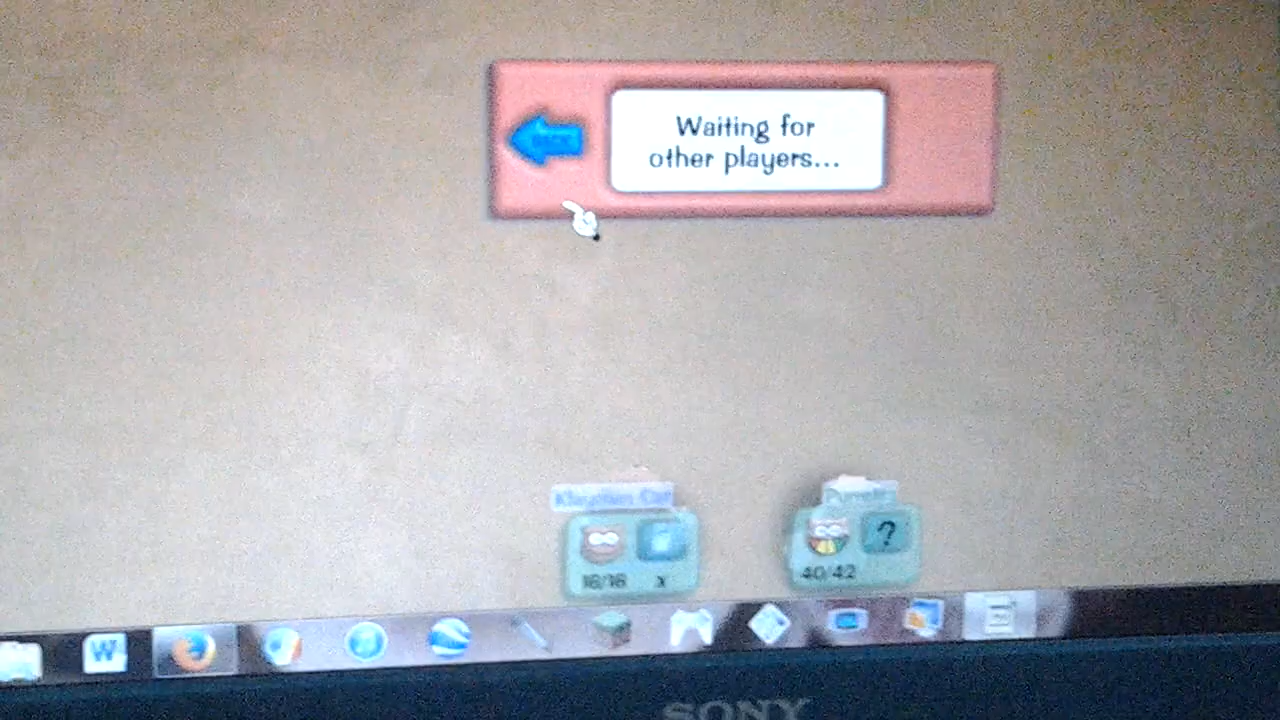 Waiting for
other players...
?
16/16 x
40/42
W
SONY